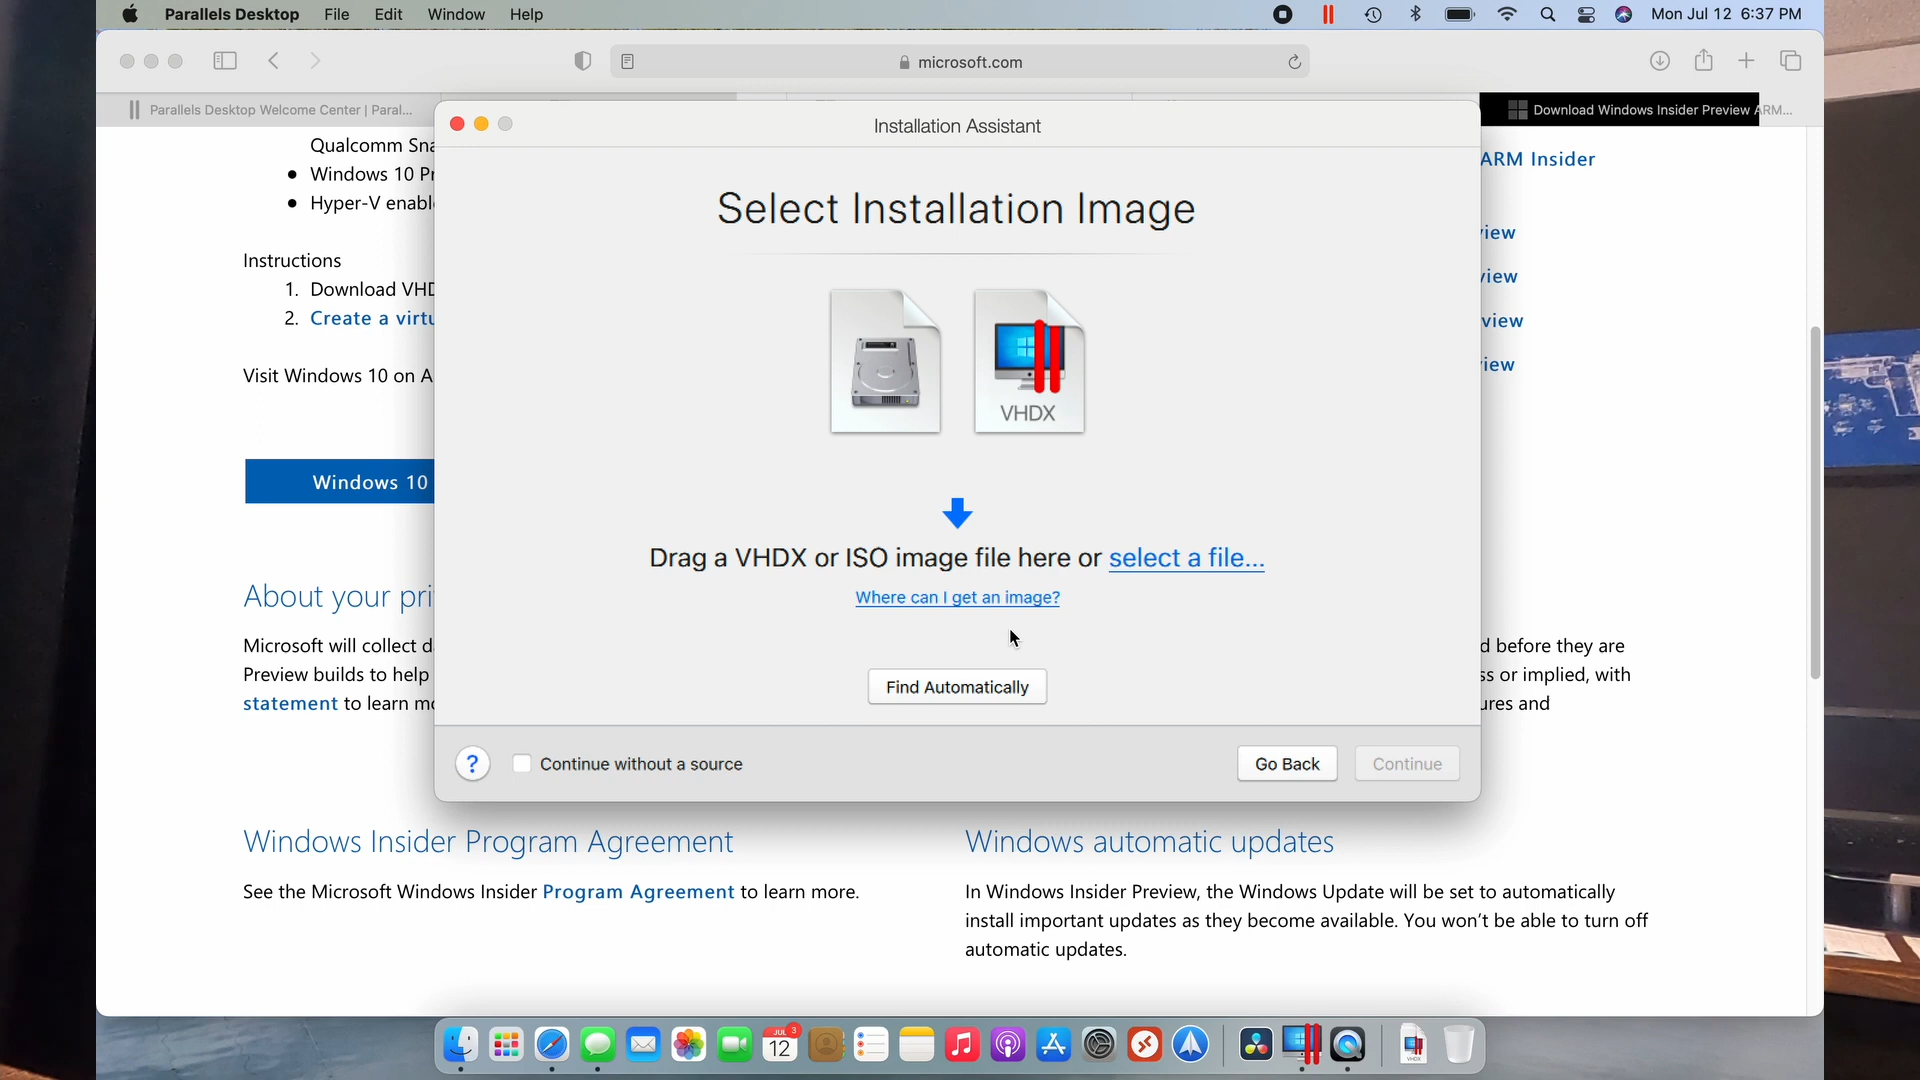 Parallels Desktop File Edit Window Help Mon Jul 12 6:37 PM
microsoft.com
Parallels Desktop Welcome Center | Paral... Download Windows Insider Preview ARM...
Installation Assistant
Qualcomm Sna
Windows 10 Pr
Hyper-V enabl
ARM Insider
Select Installation Image
view
Instructions
1. Download VHD
2. Create a virtu
view
view
view
Visit Windows 10 on A
VHDX
Windows 10
Drag a VHDX or ISO image file here or select a file...
Where can I get an image?
Find Automatically
About your pri
Microsoft will collect d
Preview builds to help
statement to learn mo
d before they are
ss or implied, with
ures and
? Continue without a source Go Back Continue
Windows Insider Program Agreement
See the Microsoft Windows Insider Program Agreement to learn more.
Windows automatic updates
In Windows Insider Preview, the Windows Update will be set to automatically
install important updates as they become available. You won't be able to turn off
automatic updates.
JUL 3
12
VHDX